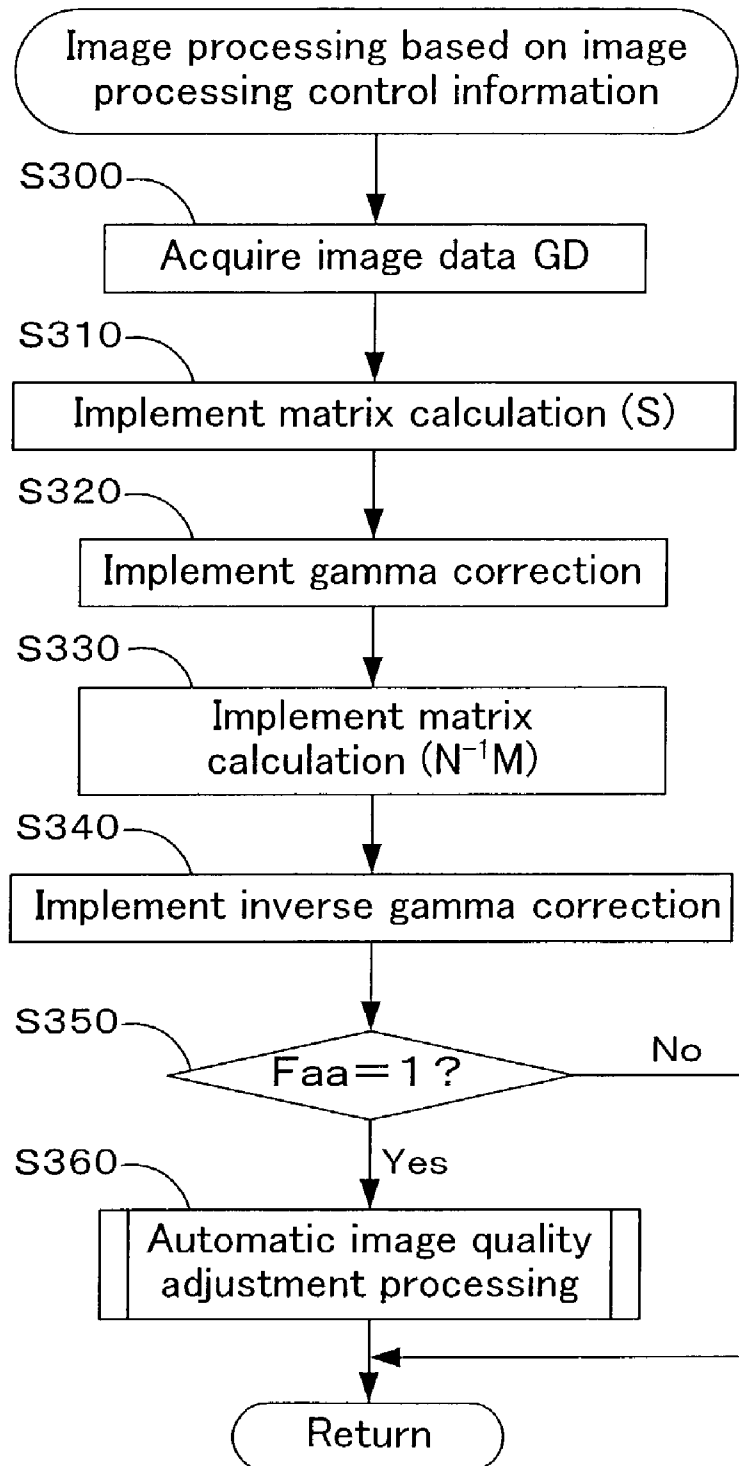 Image processing based on image
processing control information
S300
Acquire image data GD
S310
Implement matrix calculation (S)
S320
Implement gamma correction
S330
Implement matrix
calculation (N⁻¹M)
S340
Implement inverse gamma correction
S350
Faa=1?
No
Yes
S360
Automatic image quality
adjustment processing
Return